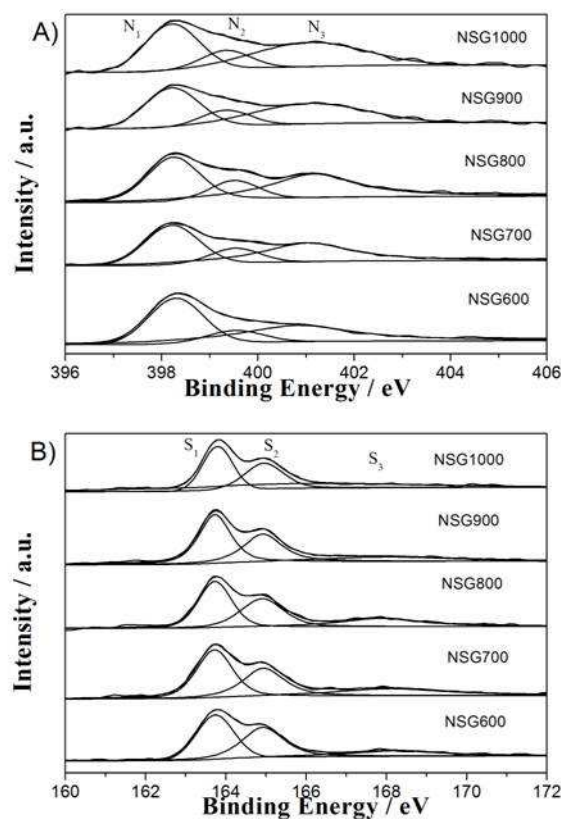 A)
N₁ N₂ N₃
NSG1000
NSG900
NSG800
NSG700
NSG600
Intensity / a.u.
396 398 400 402 404 406
Binding Energy / eV
B)
S₁ S₂ S₃
NSG1000
NSG900
NSG800
NSG700
NSG600
Intensity / a.u.
160 162 164 166 168 170 172
Binding Energy / eV